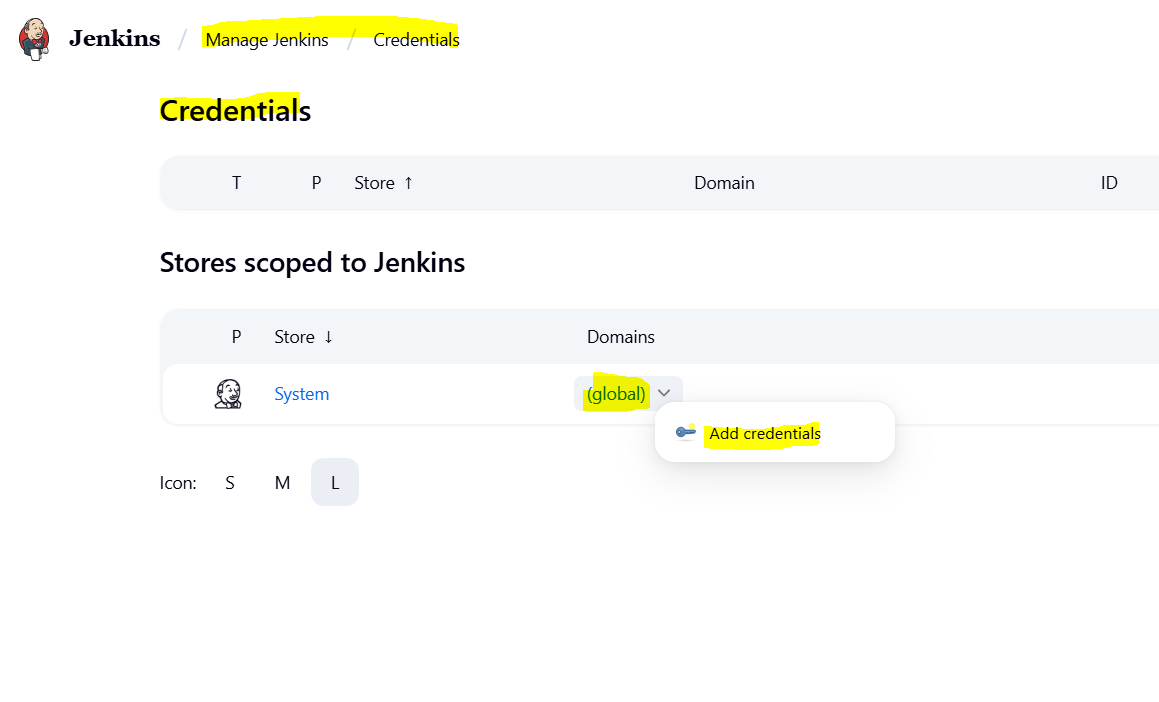 Jenkins / Manage Jenkins / Credentials
Credentials
T P Store ↑ Domain ID
Stores scoped to Jenkins
P Store ↓ Domains
System (global)
Add credentials
Icon: S M L